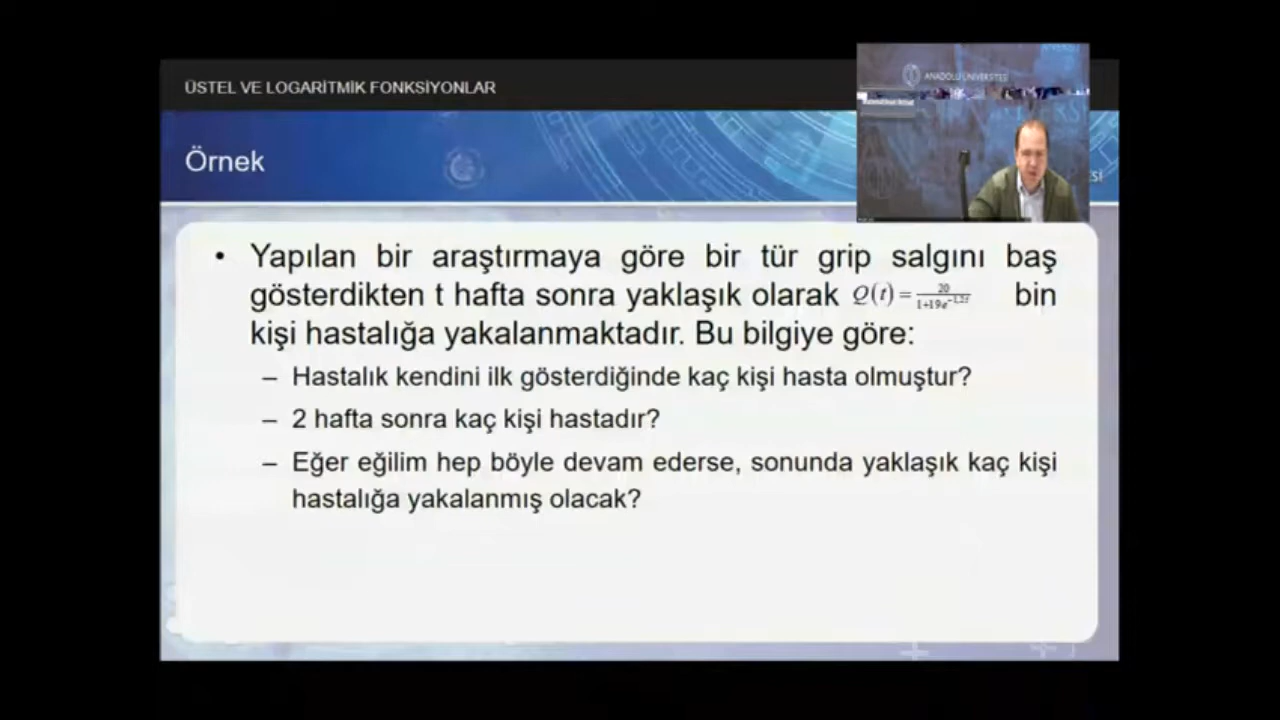 ÜSTEL VE LOGARİTMİK FONKSİYONLAR
ANADOLU ÜNİVERSİTESİ
Örnek
• Yapılan bir araştırmaya göre bir tür grip salgını baş
gösterdikten t hafta sonra yaklaşık olarak Q(t) = 20/(1+19e^-1,2t) bin
kişi hastalığa yakalanmaktadır. Bu bilgiye göre:
– Hastalık kendini ilk gösterdiğinde kaç kişi hasta olmuştur?
– 2 hafta sonra kaç kişi hastadır?
– Eğer eğilim hep böyle devam ederse, sonunda yaklaşık kaç kişi
hastalığa yakalanmış olacak?